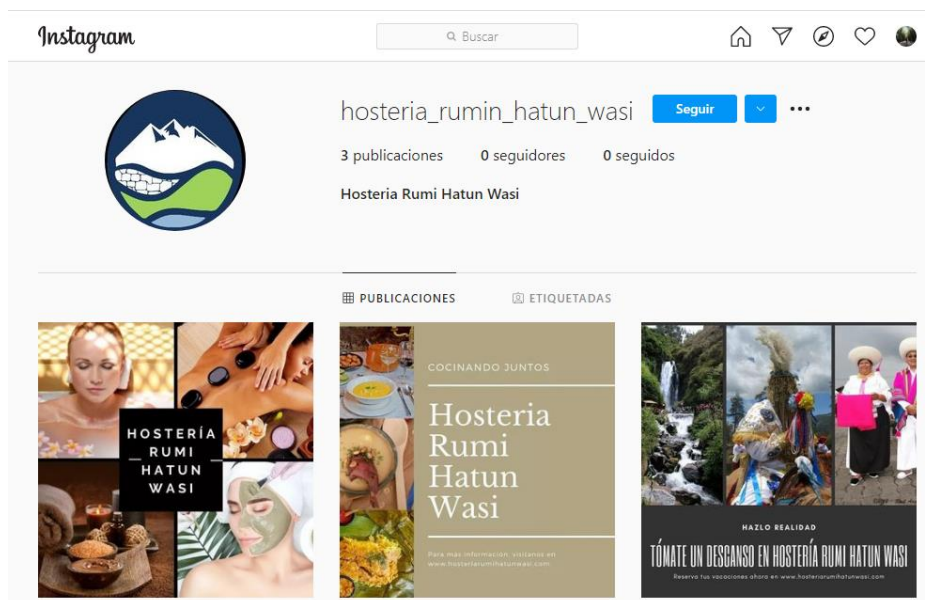 Instagram
Buscar
hosteria_rumin_hatun_wasi
Seguir
3 publicaciones 0 seguidores 0 seguidos
Hosteria Rumi Hatun Wasi
PUBLICACIONES
ETIQUETADAS
HOSTERÍA
RUMI
HATUN
WASI
COCINANDO JUNTOS
Hosteria
Rumi
Hatun
Wasi
Para más información, visítanos en
www.hosteriarumihatunwasi.com
HAZLO REALIDAD
TÓMATE UN DESCANSO EN HOSTERÍA RUMI HATUN WASI
Reserva tus vacaciones ahora en www.hosteriarumihatunwasi.com